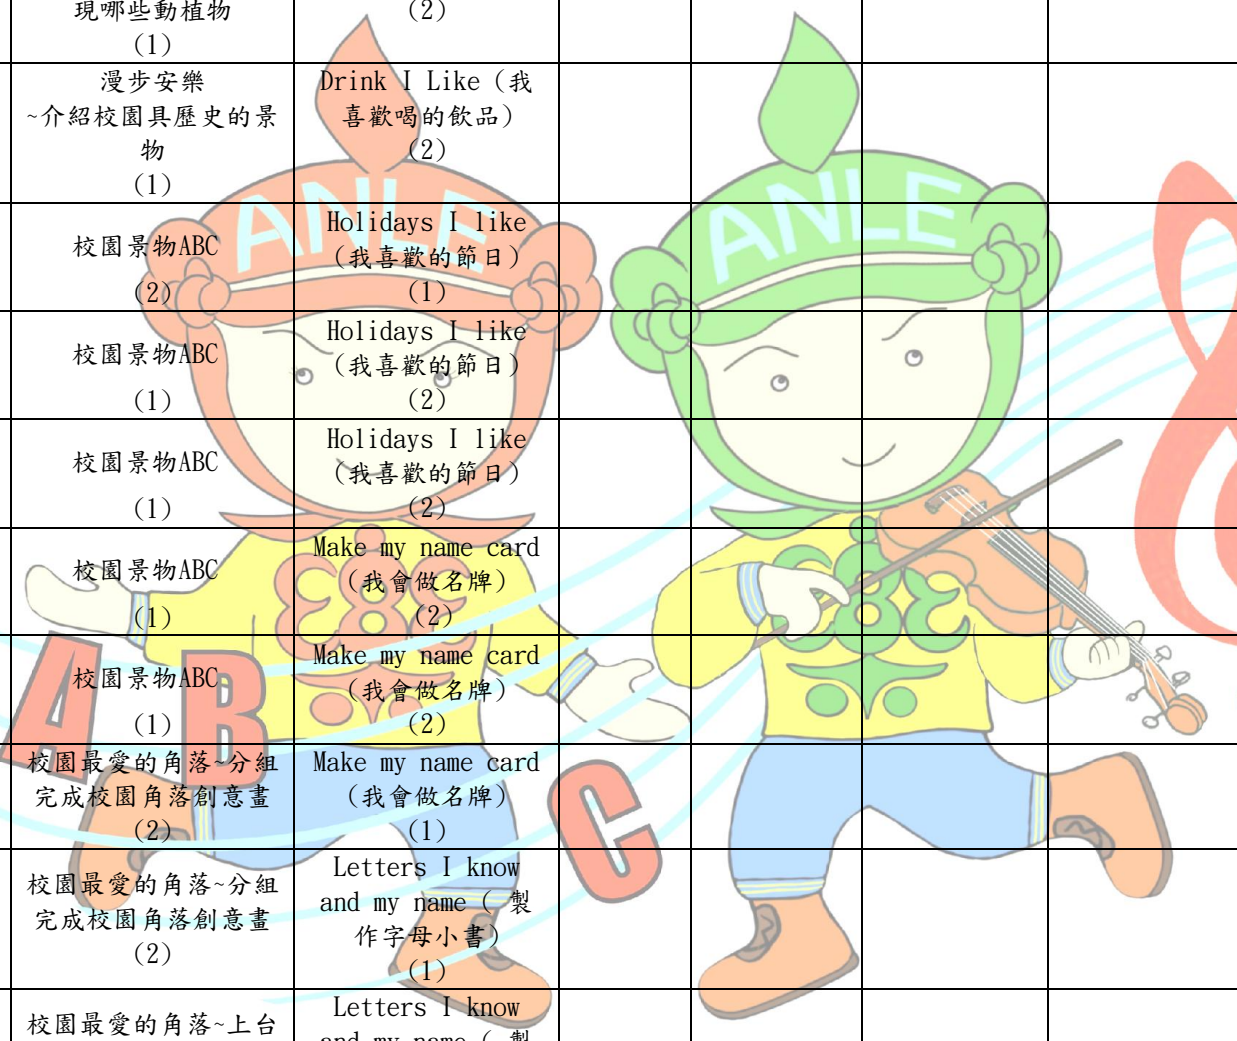 現哪些動植物
(1)
(2)
漫步安樂
~介紹校園具歷史的景
物
(1)
Drink I Like (我
喜歡喝的飲品)
(2)
校園景物ABC
(2)
Holidays I like
(我喜歡的節日)
(1)
校園景物ABC
(1)
Holidays I like
(我喜歡的節日)
(2)
校園景物ABC
(1)
Holidays I like
(我喜歡的節日)
(2)
校園景物ABC
(1)
Make my name card
(我會做名牌)
(2)
校園景物ABC
(1)
Make my name card
(我會做名牌)
(2)
校園最愛的角落~分組
完成校園角落創意畫
(2)
Make my name card
(我會做名牌)
(1)
校園最愛的角落~分組
完成校園角落創意畫
(2)
Letters I know
and my name ( 製
作字母小書)
(1)
校園最愛的角落~上台
Letters I know
and my name ( 製
ANLE
ANLE
A B C